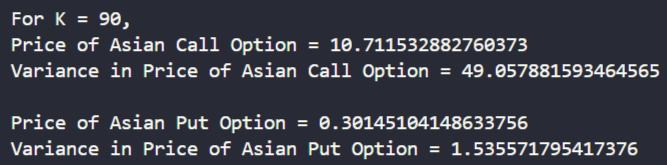 For K = 90,
Price of Asian Call Option = 10.711532882760373
Variance in Price of Asian Call Option = 49.057881593464565
Price of Asian Put Option = 0.30145104148633756
Variance in Price of Asian Put Option = 1.535571795417376